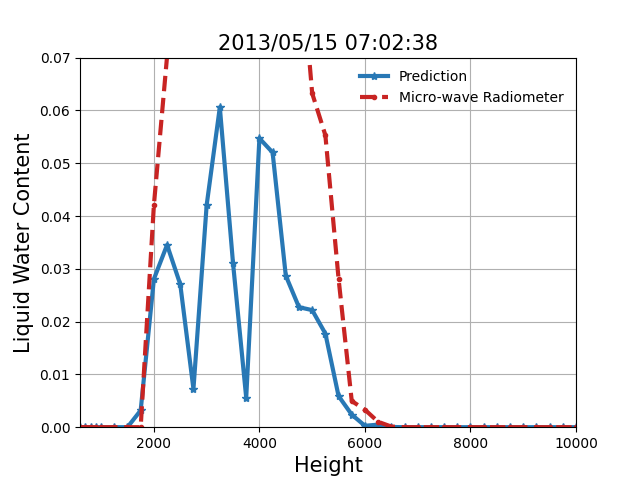 2013/05/15 07:02:38
0.07
0.06
0.05
0.04
0.03
0.02
0.01
0.00
Liquid Water Content
Prediction
Micro-wave Radiometer
2000 4000 6000 8000 10000
Height